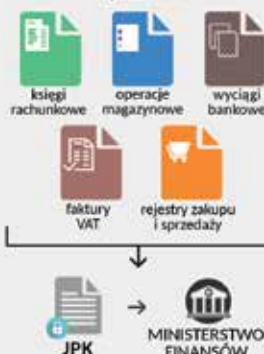 księgi
rachunkowe
operacje
magazynowe
wyciągi
bankowe
faktury
VAT
rejestry zakupu
i sprzedaży
JPK
MINISTERSTWO
FINANSÓW